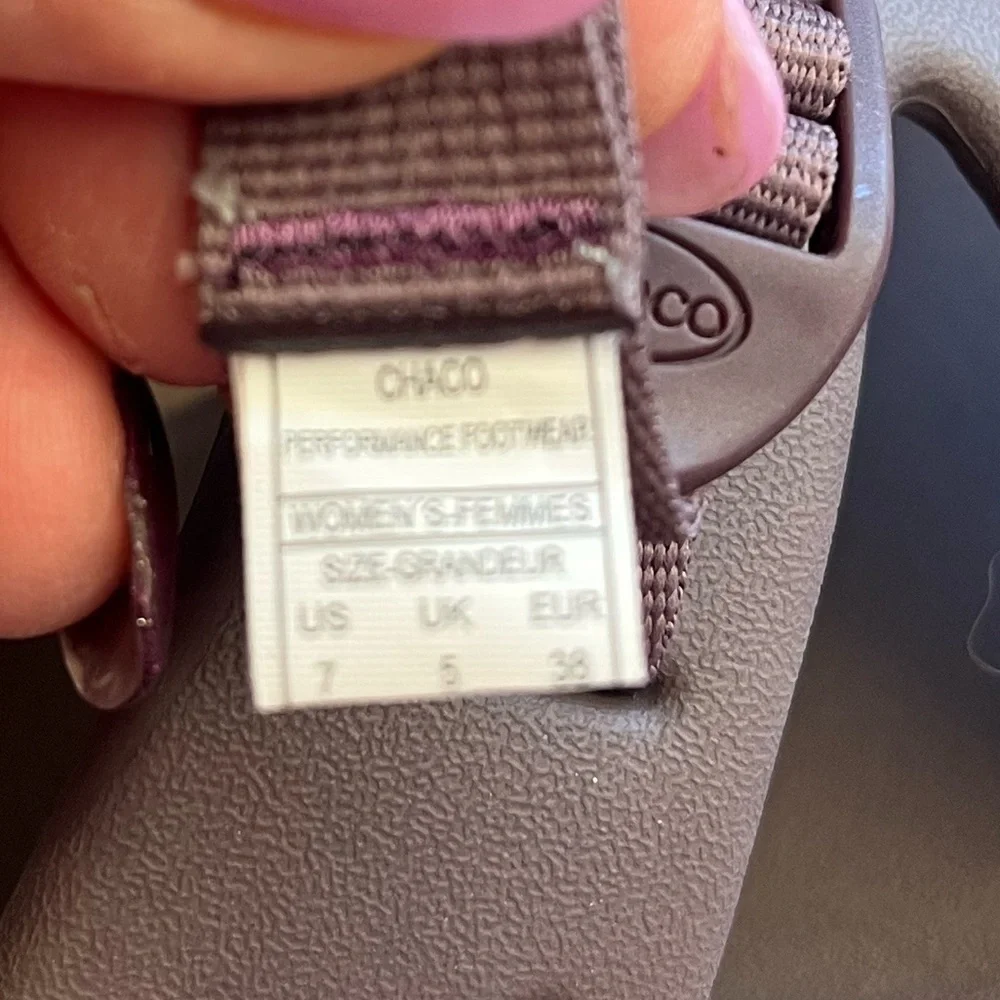 CHACO
PERFORMANCE FOOTWEAR
WOMEN'S-FEMMES
SIZE-GRANDEUR
US UK EUR
7 5 38
CO